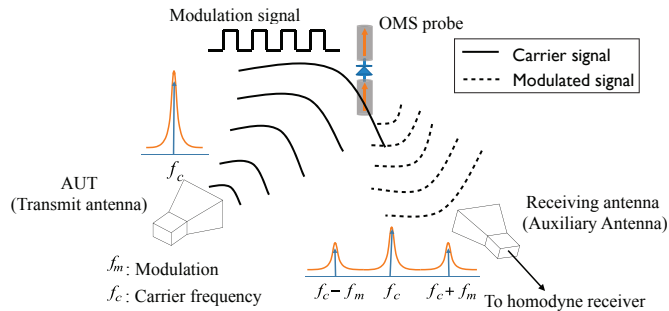 Modulation signal
OMS probe
Carrier signal
Modulated signal
f_c
AUT
(Transmit antenna)
Receiving antenna
(Auxiliary Antenna)
f_m : Modulation
f_c : Carrier frequency
f_c − f_m
f_c
f_c + f_m
To homodyne receiver